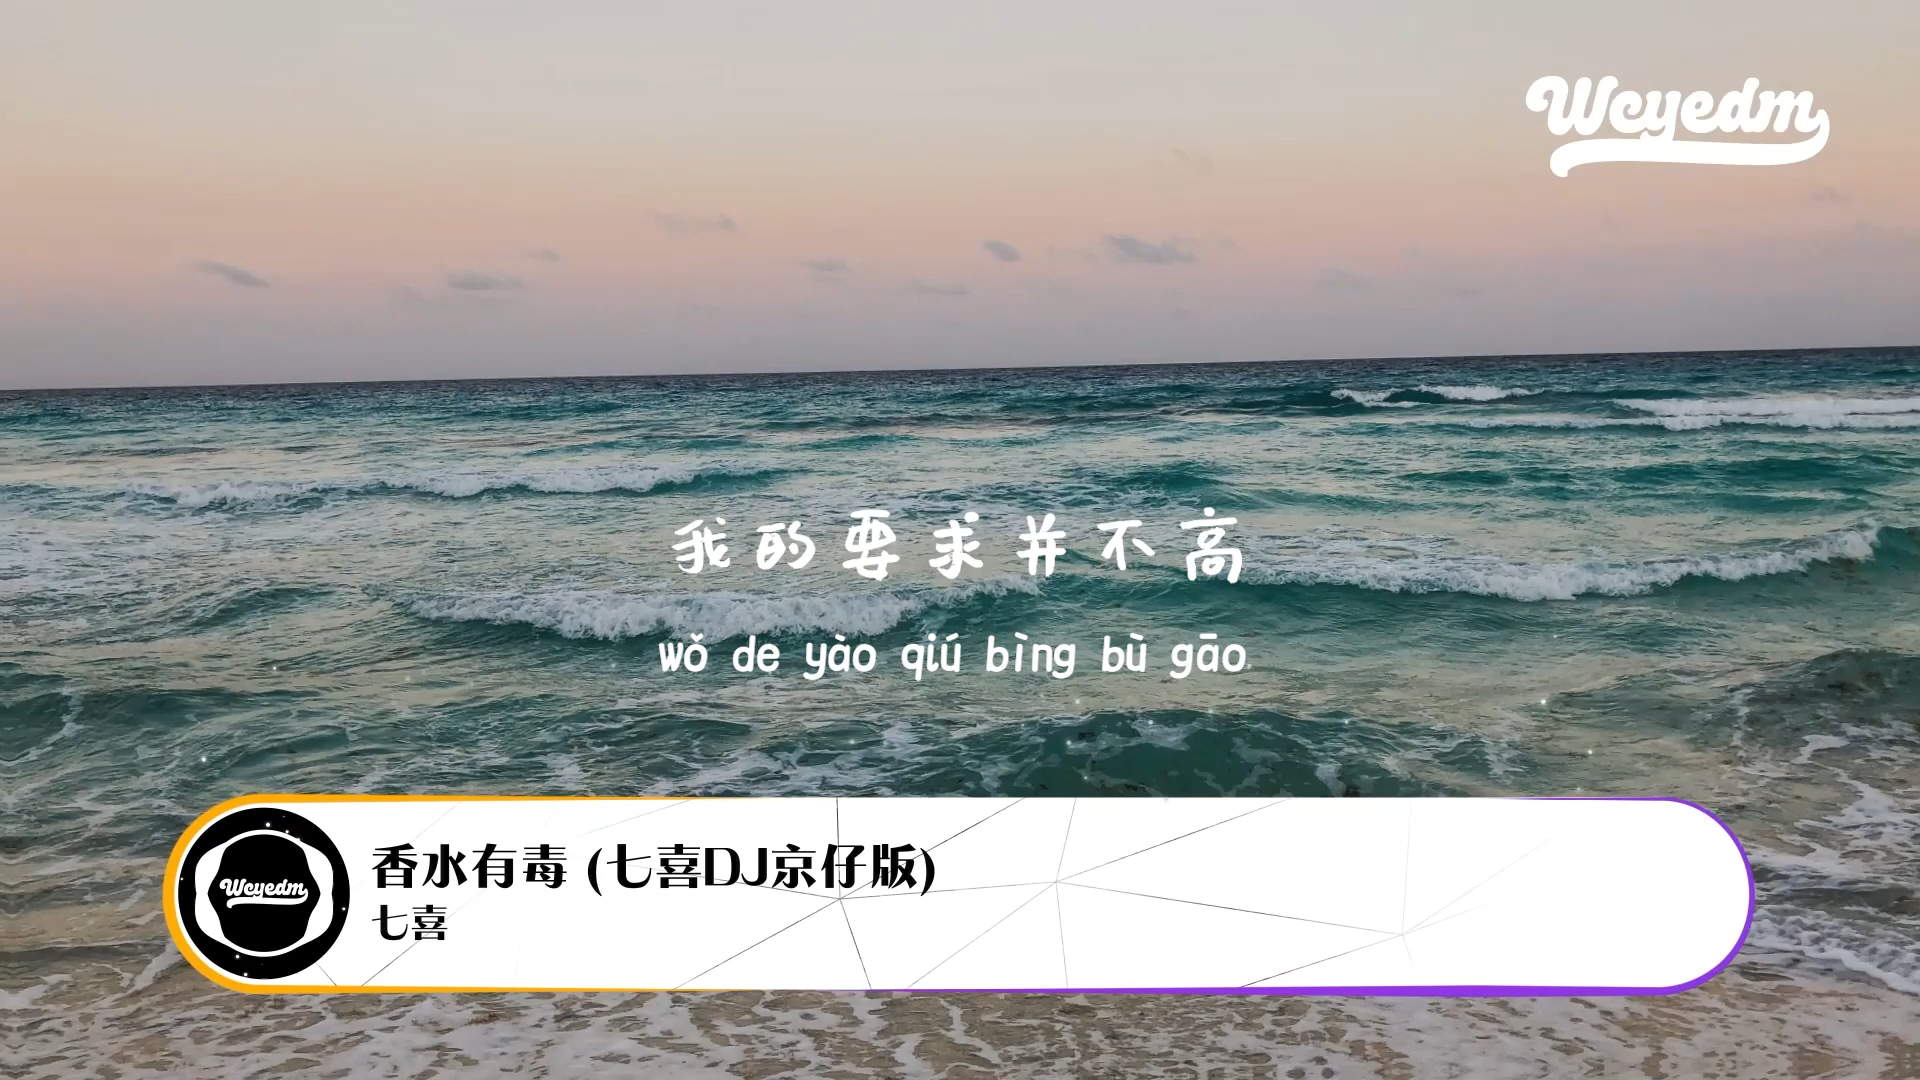 Wcyedm
我的要求并不高
wǒ de yào qiú bìng bù gāo
Wcyedm
香水有毒 (七喜DJ京仔版)
七喜